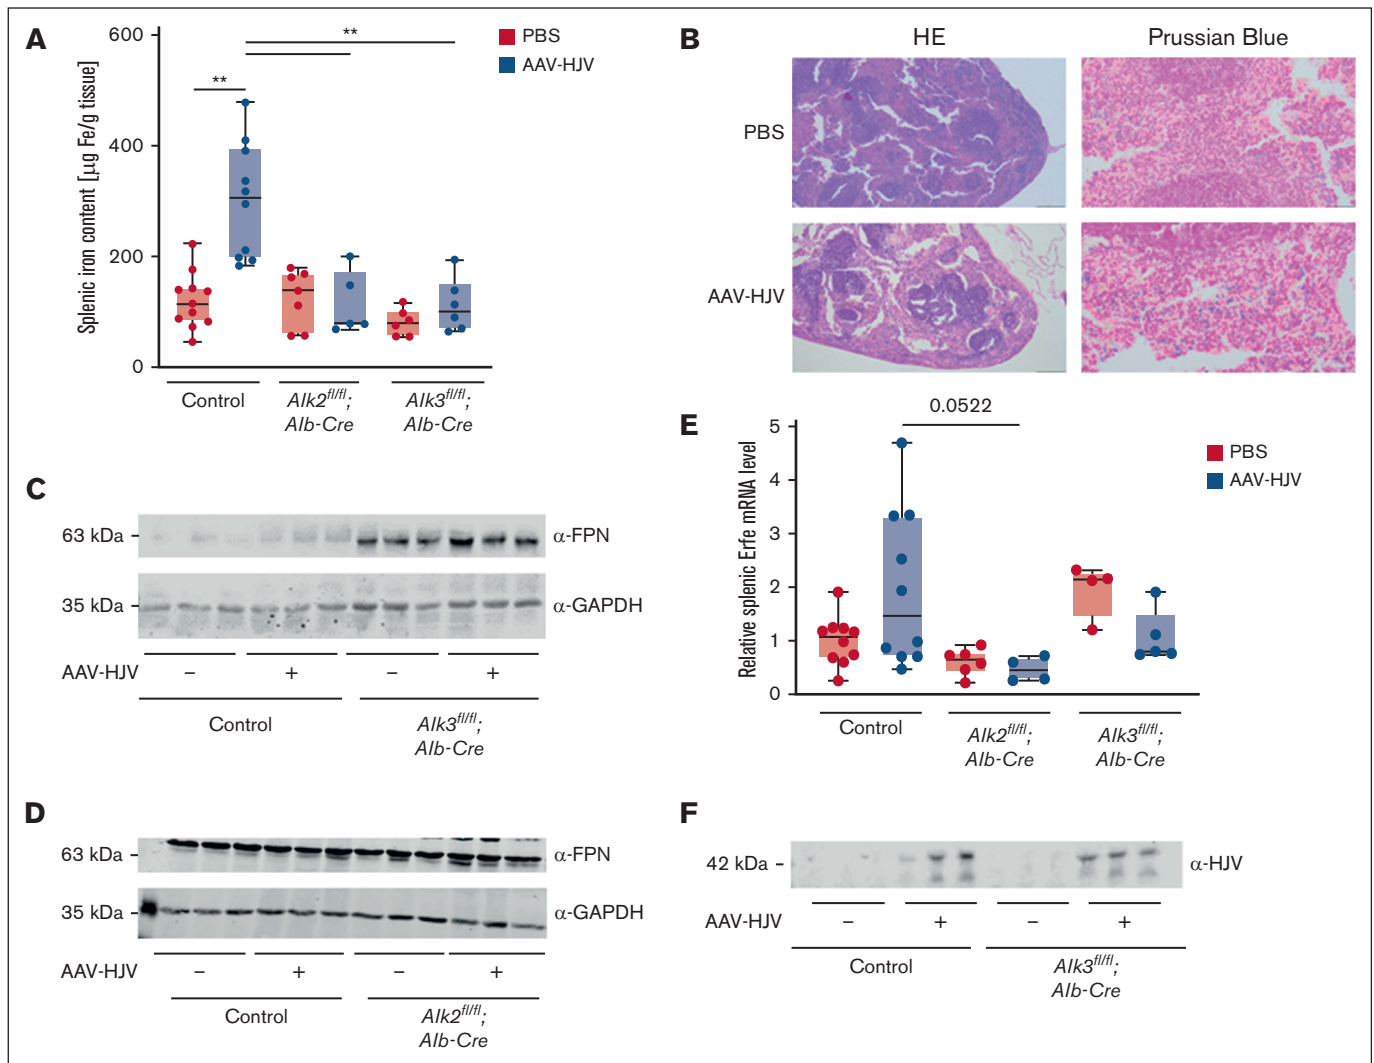 A
600
400
200
0
Splenic iron content [µg Fe/g tissue]
**
**
PBS
AAV-HJV
Control
Alk2fl/fl;
Alb-Cre
Alk3fl/fl;
Alb-Cre
B
HE
Prussian Blue
PBS
AAV-HJV
C
63 kDa
α-FPN
35 kDa
α-GAPDH
AAV-HJV
–
+
–
+
Control
Alk3fl/fl;
Alb-Cre
D
63 kDa
α-FPN
35 kDa
α-GAPDH
AAV-HJV
–
+
–
+
Control
Alk2fl/fl;
Alb-Cre
E
5
4
3
2
1
0
Relative splenic Erfe mRNA level
0.0522
PBS
AAV-HJV
Control
Alk2fl/fl;
Alb-Cre
Alk3fl/fl;
Alb-Cre
F
42 kDa
α-HJV
AAV-HJV
–
+
–
+
Control
Alk3fl/fl;
Alb-Cre